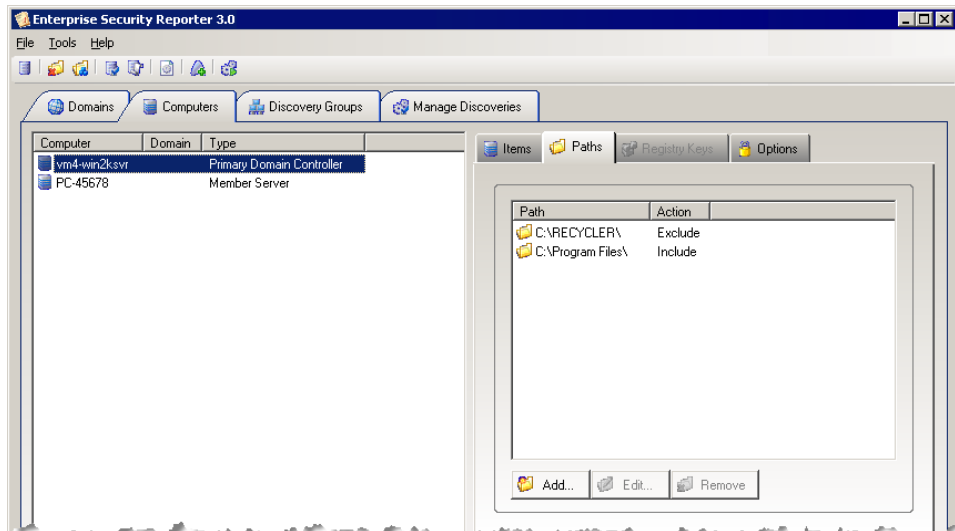 Enterprise Security Reporter 3.0
File Tools Help
Domains Computers Discovery Groups Manage Discoveries
Computer Domain Type
vm4-win2ksvr Primary Domain Controller
PC-45678 Member Server
Items Paths Registry Keys Options
Path Action
C:\RECYCLER\ Exclude
C:\Program Files\ Include
Add... Edit... Remove